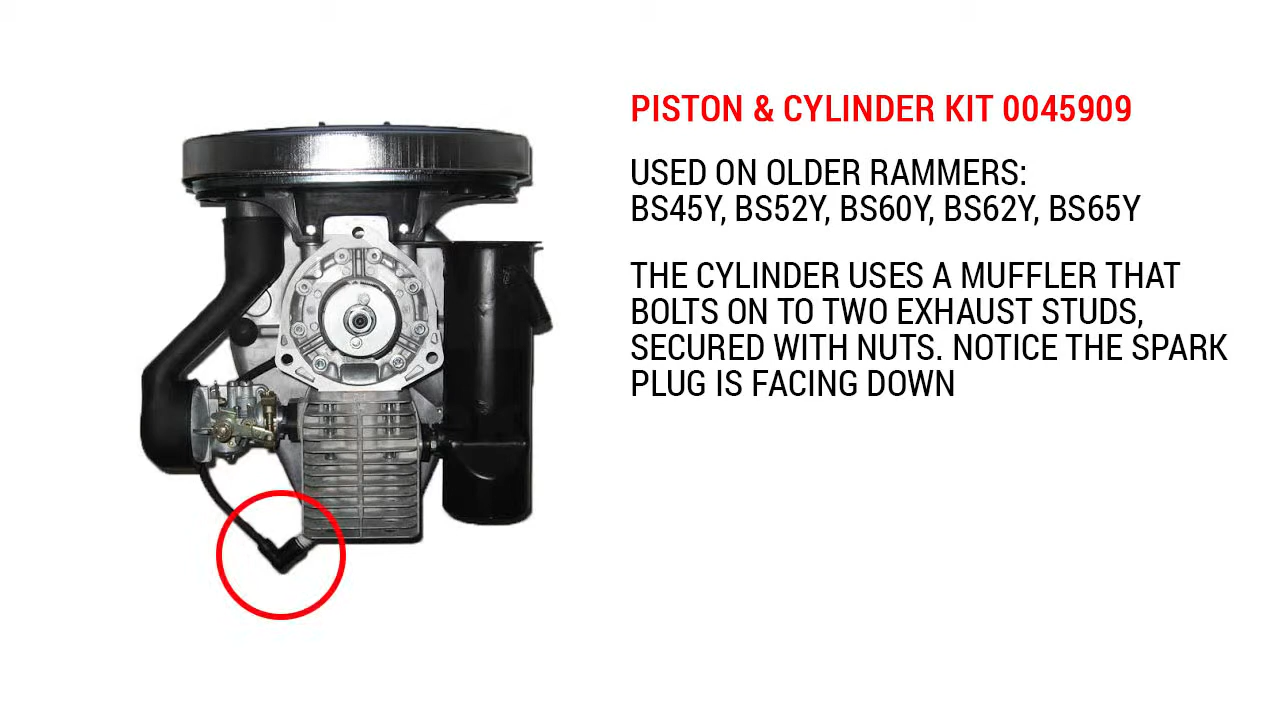 PISTON & CYLINDER KIT 0045909
USED ON OLDER RAMMERS:
BS45Y, BS52Y, BS60Y, BS62Y, BS65Y
THE CYLINDER USES A MUFFLER THAT
BOLTS ON TO TWO EXHAUST STUDS,
SECURED WITH NUTS. NOTICE THE SPARK
PLUG IS FACING DOWN